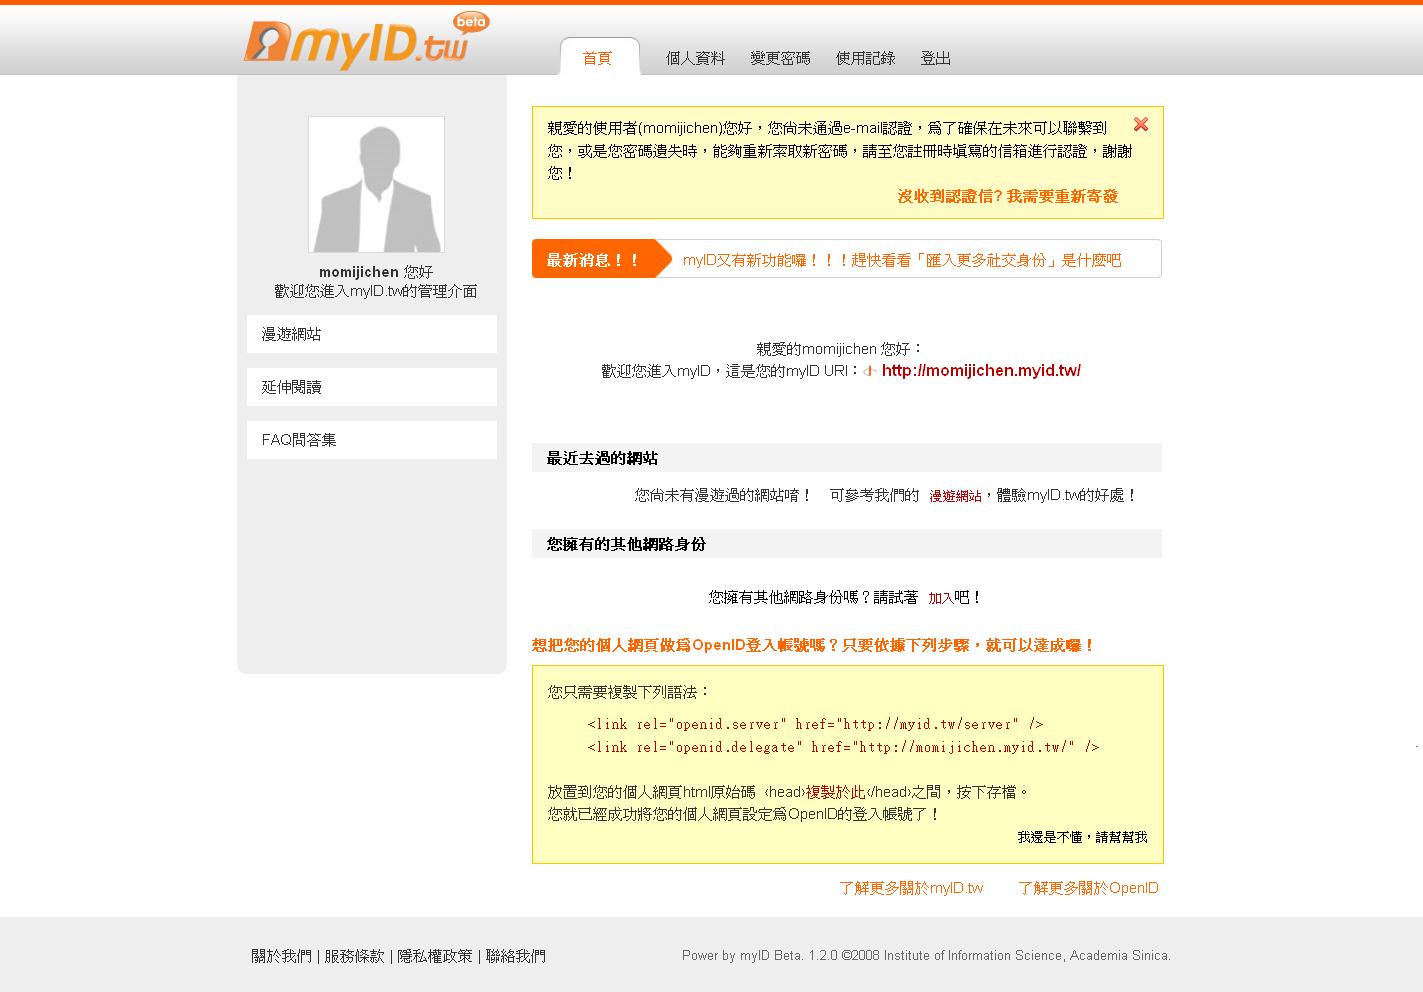 myID.tw beta
首頁 個人資料 變更密碼 使用記錄 登出
momijichen 您好
歡迎您進入myID.tw的管理介面
漫遊網站
延伸閱讀
FAQ問答集
親愛的使用者(momijichen)您好，您尚未通過e-mail認證，為了確保在未來可以聯繫到
您，或是您密碼遺失時，能夠重新索取新密碼，請至您註冊時填寫的信箱進行認證，謝謝
您！
沒收到認證信? 我需要重新寄發
最新消息！！ myID又有新功能囉！！！趕快看看「匯入更多社交身份」是什麼吧
親愛的momijichen 您好：
歡迎您進入myID，這是您的myID URI： http://momijichen.myid.tw/
最近去過的網站
您尚未有漫遊過的網站唷！ 可參考我們的 漫遊網站，體驗myID.tw的好處！
您擁有的其他網路身份
您擁有其他網路身份嗎？請試著 加入吧！
想把您的個人網頁做為OpenID登入帳號嗎？只要依據下列步驟，就可以達成囉！
您只需要複製下列語法：
<link rel="openid.server" href="http://myid.tw/server" />
<link rel="openid.delegate" href="http://momijichen.myid.tw/" />
放置到您的個人網頁html原始碼 <head>複製於此</head>之間，按下存檔。
您就已經成功將您的個人網頁設定為OpenID的登入帳號了！
我還是不懂，請幫幫我
了解更多關於myID.tw 了解更多關於OpenID
關於我們 | 服務條款 | 隱私權政策 | 聯絡我們
Power by myID Beta. 1.2.0 ©2008 Institute of Information Science, Academia Sinica.